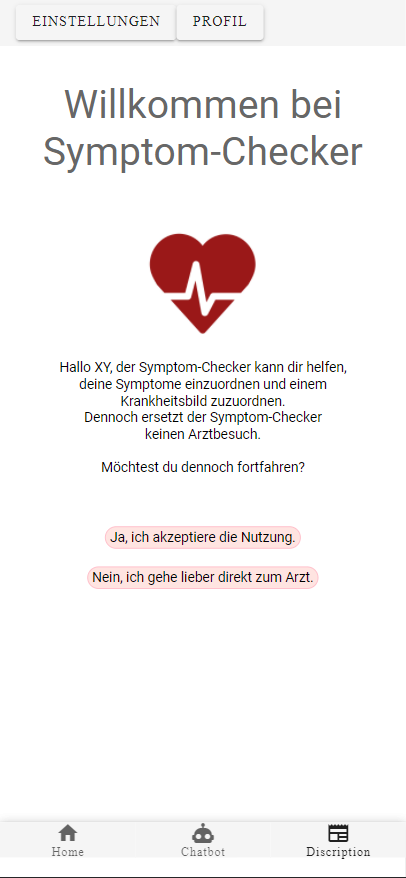 EINSTELLUNGEN PROFIL
Willkommen bei
Symptom-Checker
Hallo XY, der Symptom-Checker kann dir helfen,
deine Symptome einzuordnen und einem
Krankheitsbild zuzuordnen.
Dennoch ersetzt der Symptom-Checker
keinen Arztbesuch.
Möchtest du dennoch fortfahren?
Ja, ich akzeptiere die Nutzung.
Nein, ich gehe lieber direkt zum Arzt.
Home Chatbot Discription